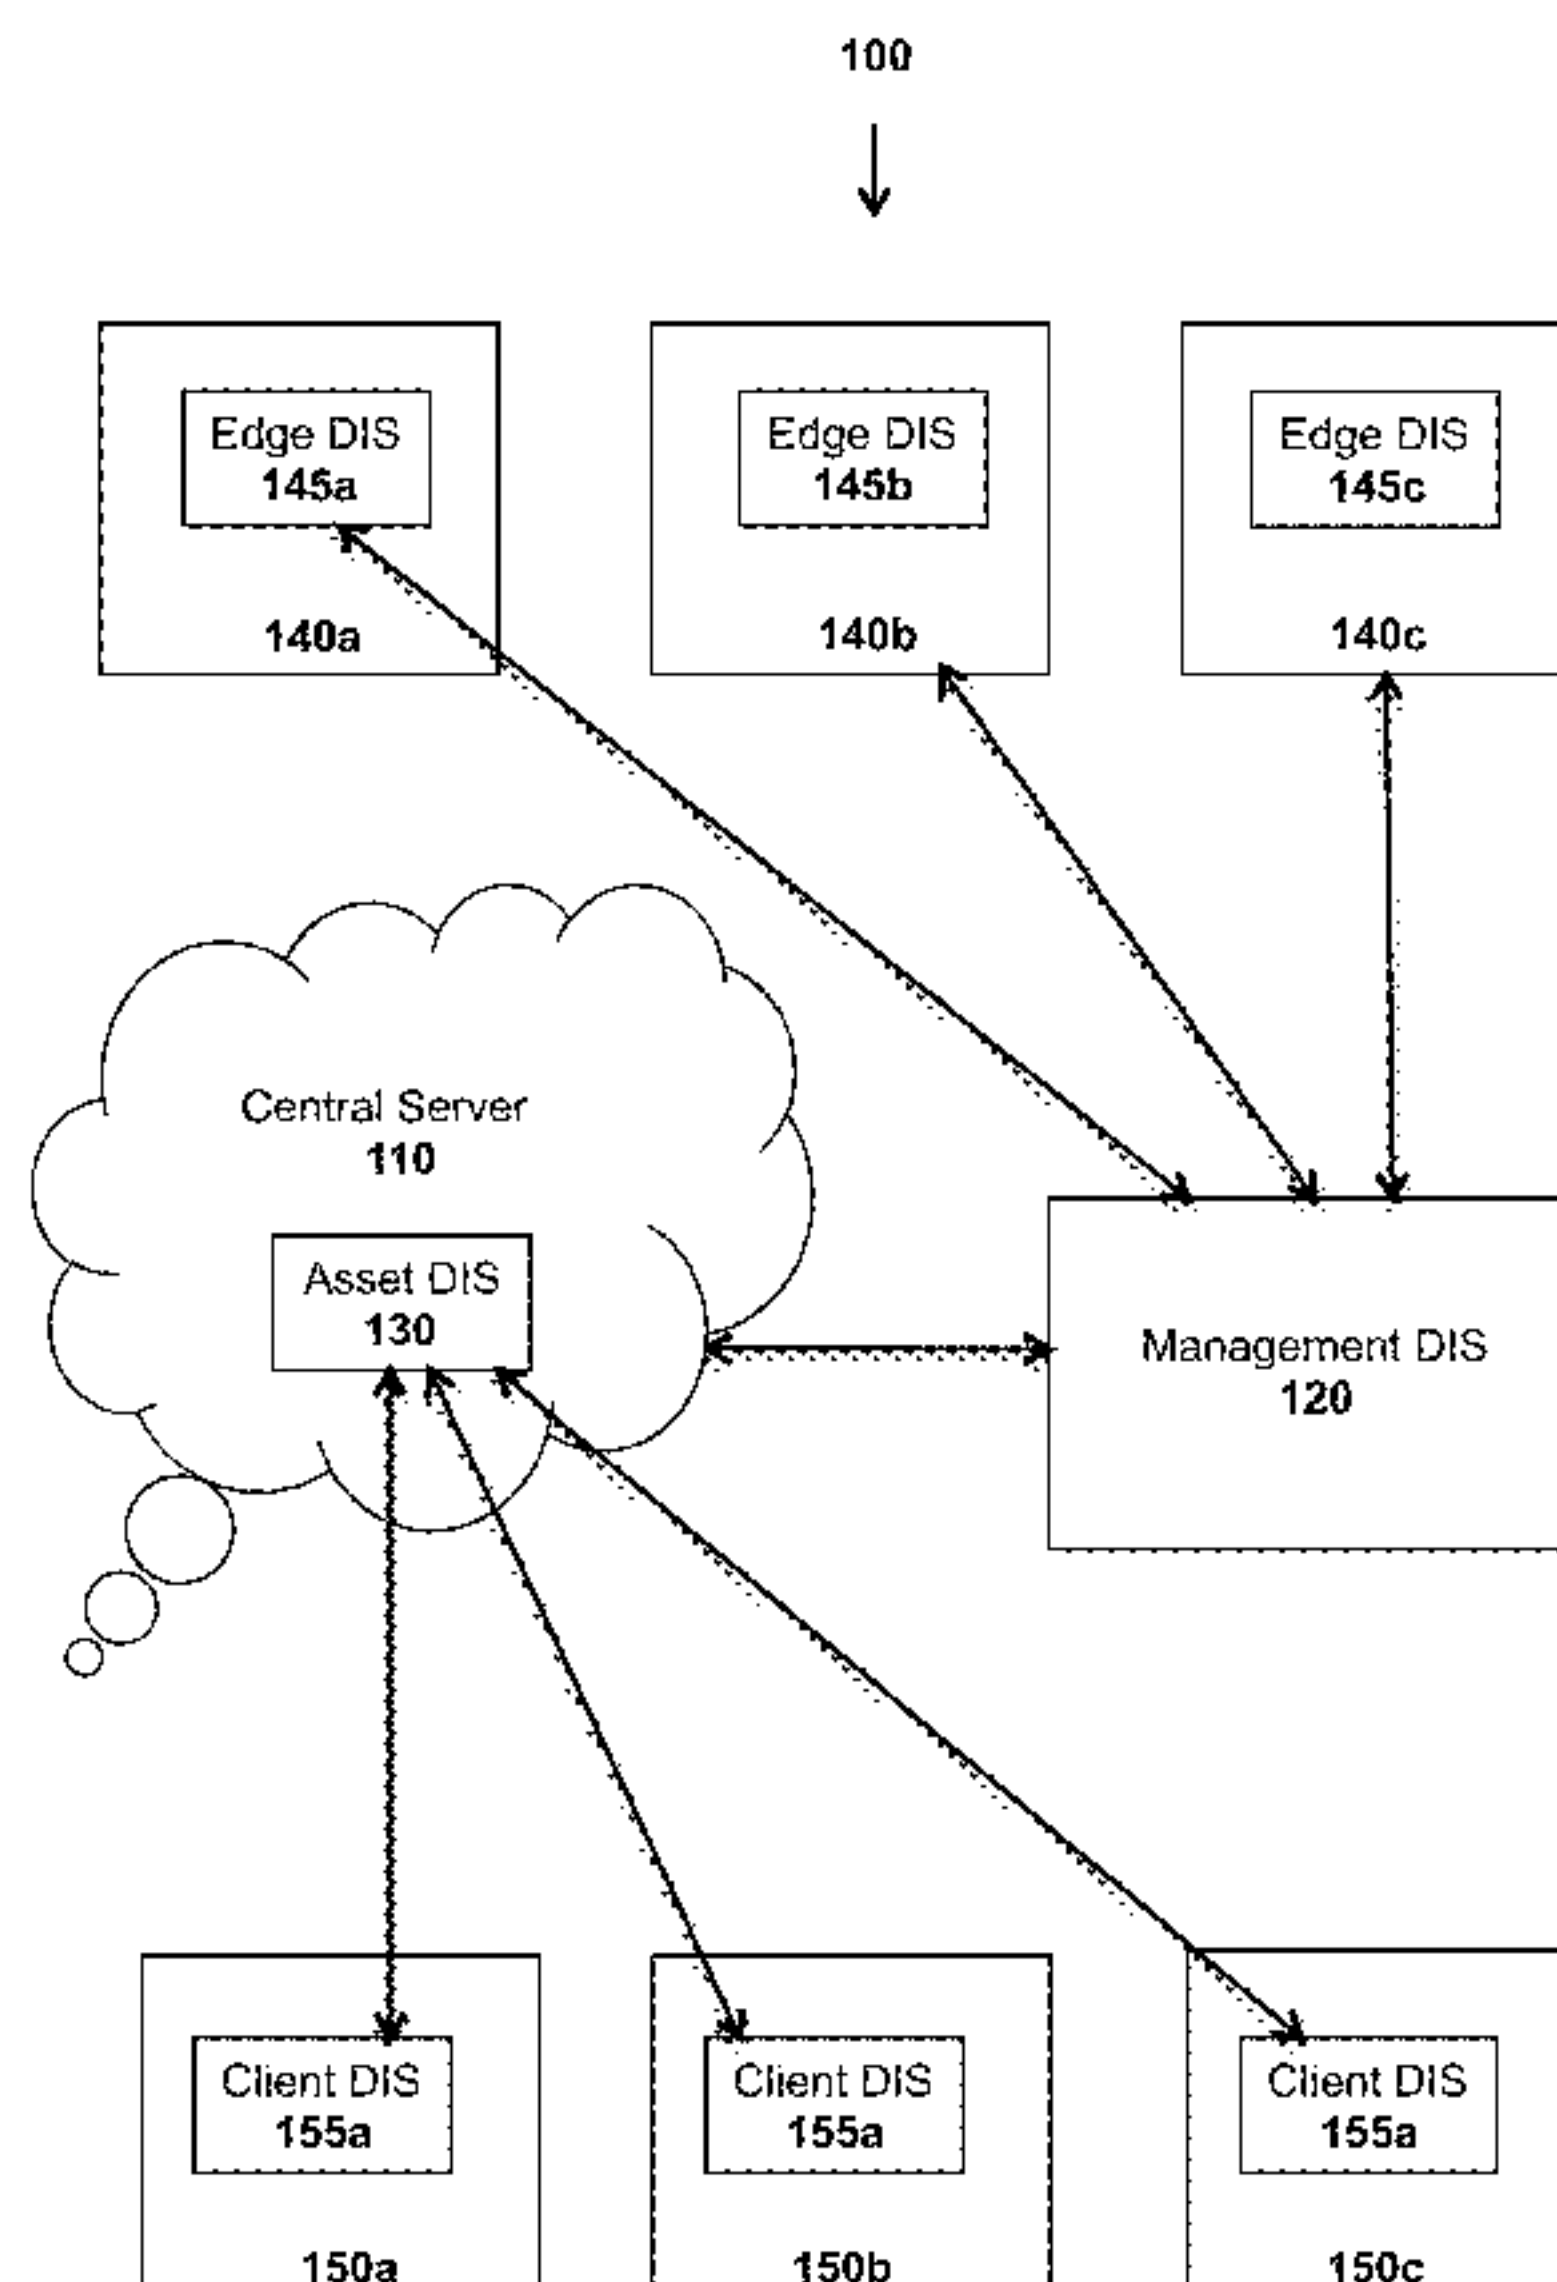 100
Edge DIS
145a
140a
Edge DIS
145b
140b
Edge DIS
145c
140c
Central Server
110
Asset DIS
130
Management DIS
120
Client DIS
155a
150a
Client DIS
155a
150b
Client DIS
155a
150c